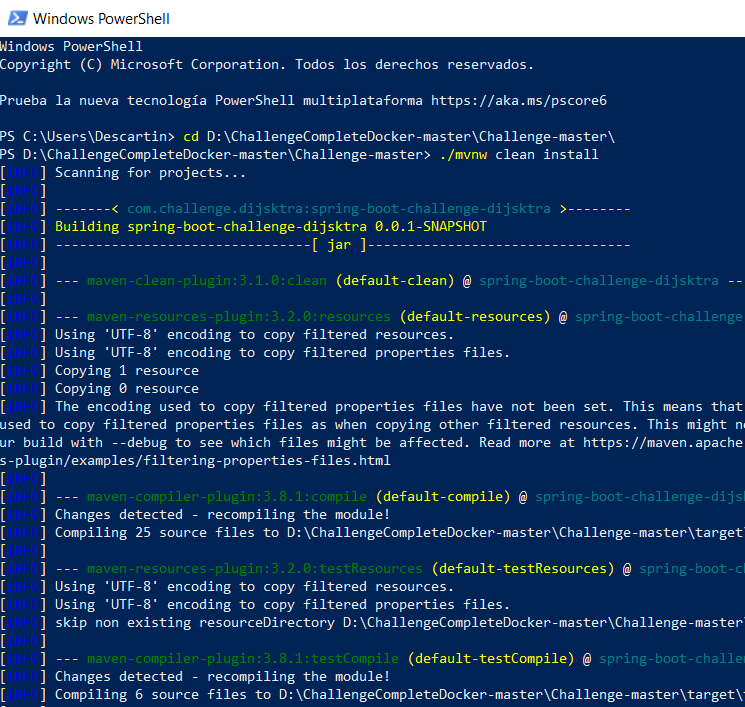 Windows PowerShell
Windows PowerShell
Copyright (C) Microsoft Corporation. Todos los derechos reservados.
Prueba la nueva tecnología PowerShell multiplataforma https://aka.ms/pscore6
PS C:\Users\Descartin> cd D:\ChallengeCompleteDocker-master\Challenge-master\
PS D:\ChallengeCompleteDocker-master\Challenge-master> ./mvnw clean install
[INFO] Scanning for projects...
[INFO]
[INFO] -------< com.challenge.dijsktra:spring-boot-challenge-dijsktra >--------
[INFO] Building spring-boot-challenge-dijsktra 0.0.1-SNAPSHOT
[INFO] --------------------------------[ jar ]---------------------------------
[INFO]
[INFO] --- maven-clean-plugin:3.1.0:clean (default-clean) @ spring-boot-challenge-dijsktra --
[INFO]
[INFO] --- maven-resources-plugin:3.2.0:resources (default-resources) @ spring-boot-challenge
[INFO] Using 'UTF-8' encoding to copy filtered resources.
[INFO] Using 'UTF-8' encoding to copy filtered properties files.
[INFO] Copying 1 resource
[INFO] Copying 0 resource
[INFO] The encoding used to copy filtered properties files have not been set. This means that
used to copy filtered properties files as when copying other filtered resources. This might no
ur build with --debug to see which files might be affected. Read more at https://maven.apache
s-plugin/examples/filtering-properties-files.html
[INFO]
[INFO] --- maven-compiler-plugin:3.8.1:compile (default-compile) @ spring-boot-challenge-dijs
[INFO] Changes detected - recompiling the module!
[INFO] Compiling 25 source files to D:\ChallengeCompleteDocker-master\Challenge-master\target\
[INFO]
[INFO] --- maven-resources-plugin:3.2.0:testResources (default-testResources) @ spring-boot-c
[INFO] Using 'UTF-8' encoding to copy filtered resources.
[INFO] Using 'UTF-8' encoding to copy filtered properties files.
[INFO] skip non existing resourceDirectory D:\ChallengeCompleteDocker-master\Challenge-master\
[INFO]
[INFO] --- maven-compiler-plugin:3.8.1:testCompile (default-testCompile) @ spring-boot-challe
[INFO] Changes detected - recompiling the module!
[INFO] Compiling 6 source files to D:\ChallengeCompleteDocker-master\Challenge-master\target\